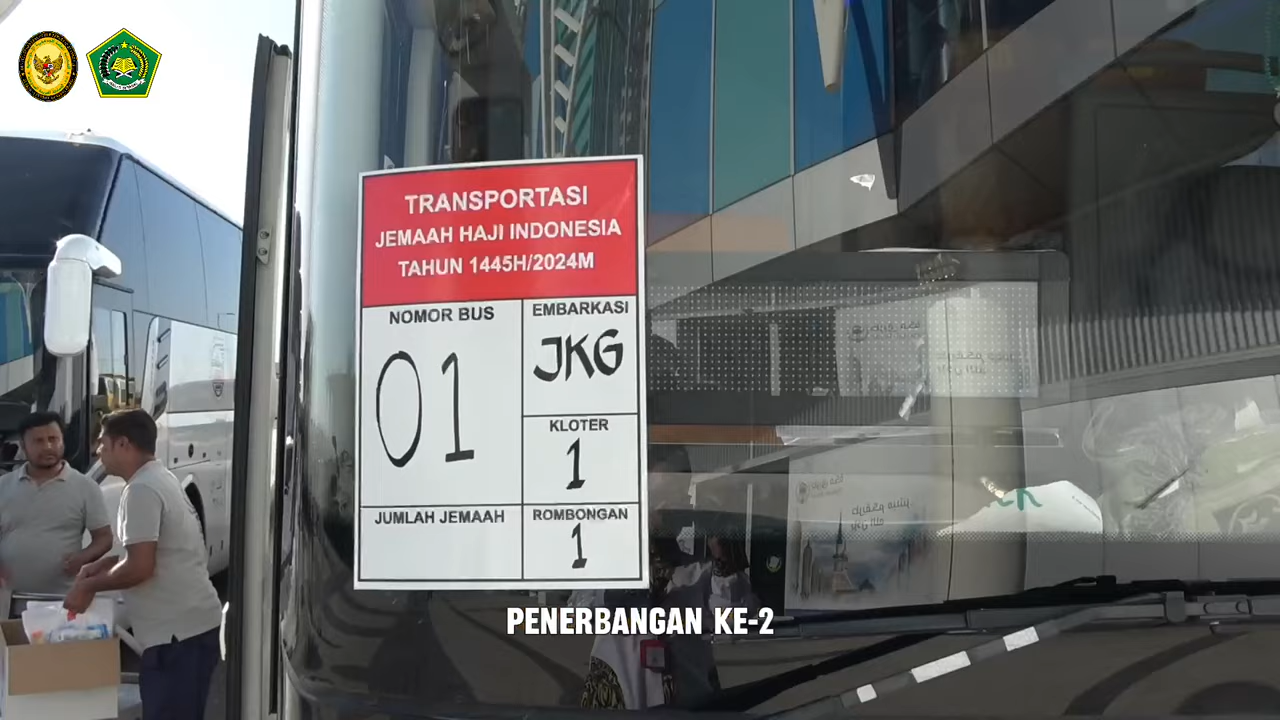 TRANSPORTASI
JEMAAH HAJI INDONESIA
TAHUN 1445H/2024M
NOMOR BUS
01
EMBARKASI
JKG
KLOTER
1
JUMLAH JEMAAH
ROMBONGAN
1
PENERBANGAN KE-2